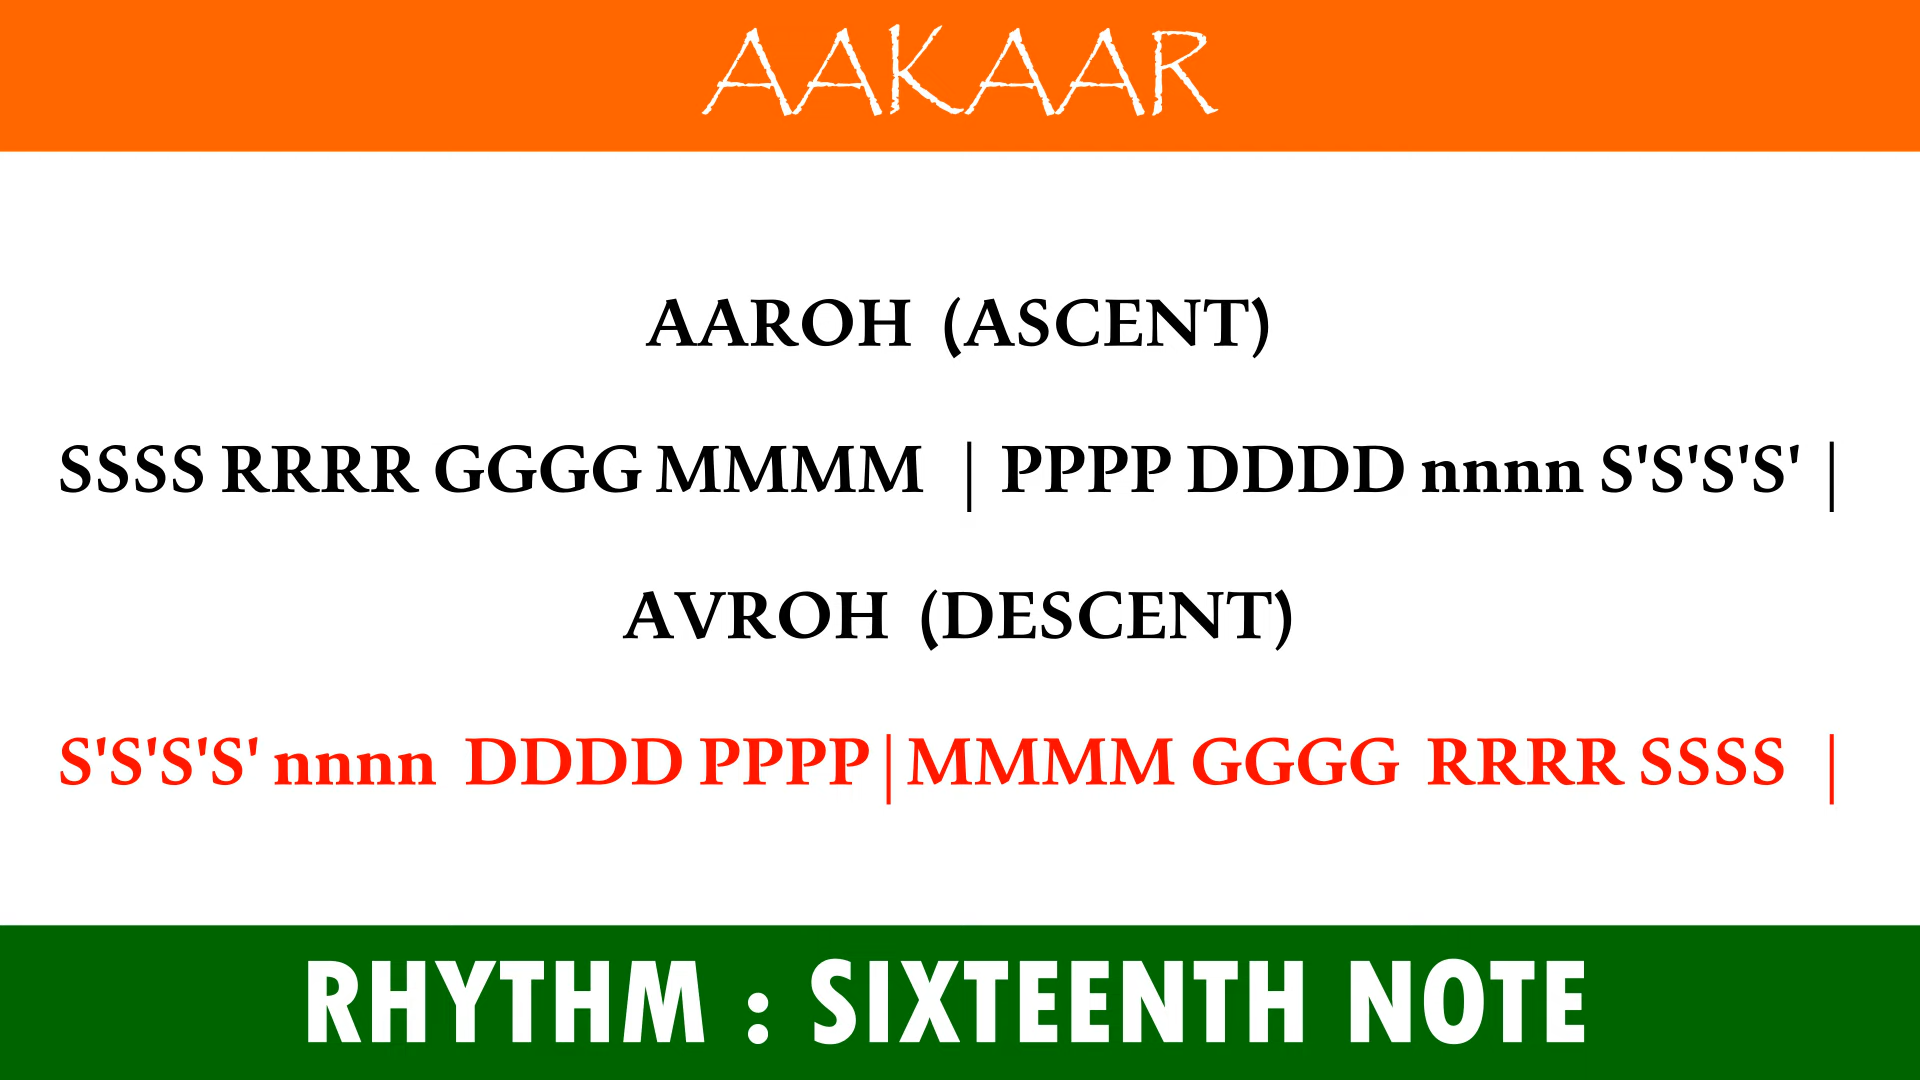 AAKAAR
AAROH (ASCENT)
SSSS RRRR GGGG MMMM | PPPP DDDD nnnn S'S'S'S' |
AVROH (DESCENT)
S'S'S'S' nnnn DDDD PPPP | MMMM GGGG RRRR SSSS |
RHYTHM : SIXTEENTH NOTE